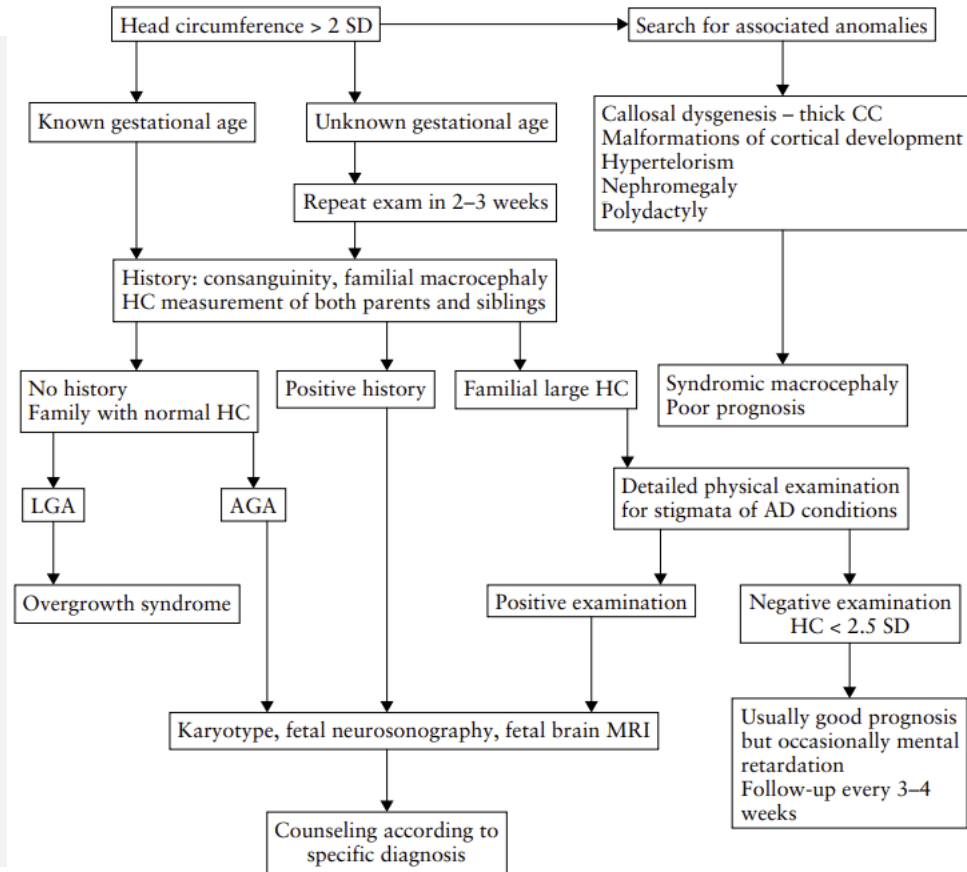 Head circumference > 2 SD
Search for associated anomalies
Known gestational age
Unknown gestational age
Callosal dysgenesis – thick CC
Malformations of cortical development
Hypertelorism
Nephromegaly
Polydactyly
Repeat exam in 2–3 weeks
History: consanguinity, familial macrocephaly
HC measurement of both parents and siblings
No history
Family with normal HC
Positive history
Familial large HC
Syndromic macrocephaly
Poor prognosis
LGA
AGA
Detailed physical examination
for stigmata of AD conditions
Overgrowth syndrome
Positive examination
Negative examination
HC < 2.5 SD
Karyotype, fetal neurosonography, fetal brain MRI
Usually good prognosis
but occasionally mental
retardation
Follow-up every 3–4
weeks
Counseling according to
specific diagnosis